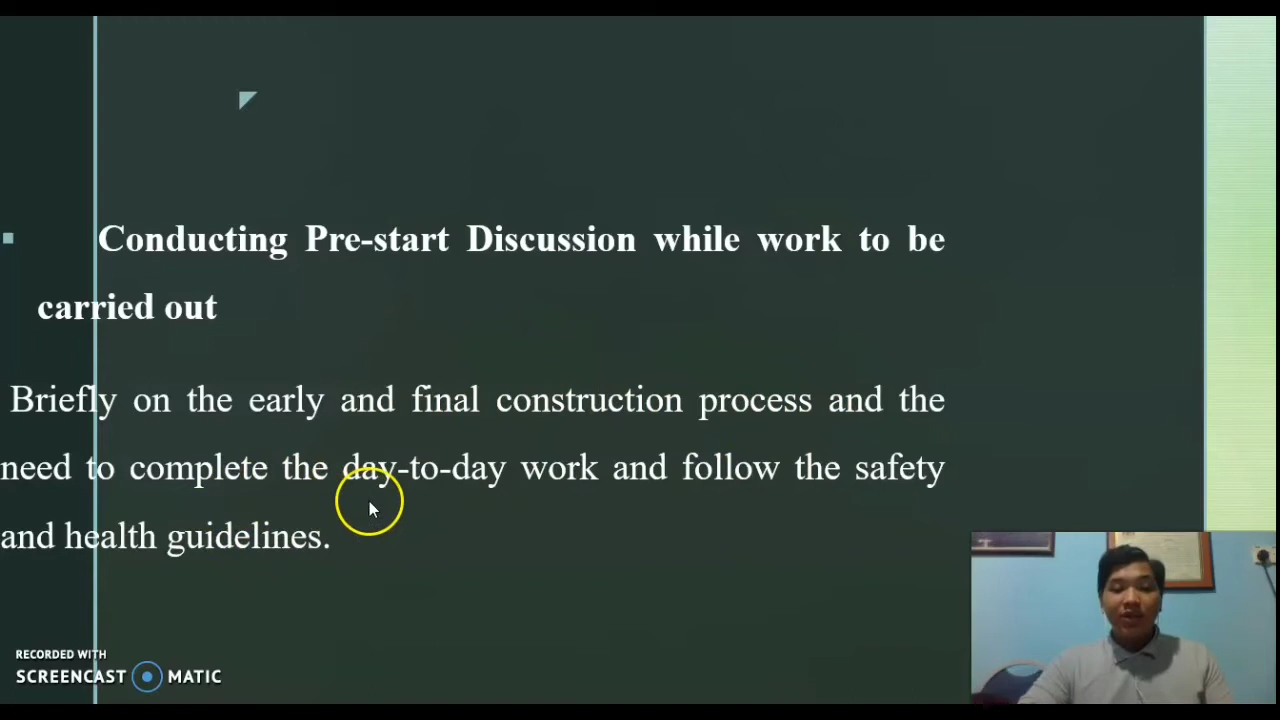 Conducting Pre-start Discussion while work to be
carried out
Briefly on the early and final construction process and the
need to complete the day-to-day work and follow the safety
and health guidelines.
RECORDED WITH
SCREENCAST MATIC